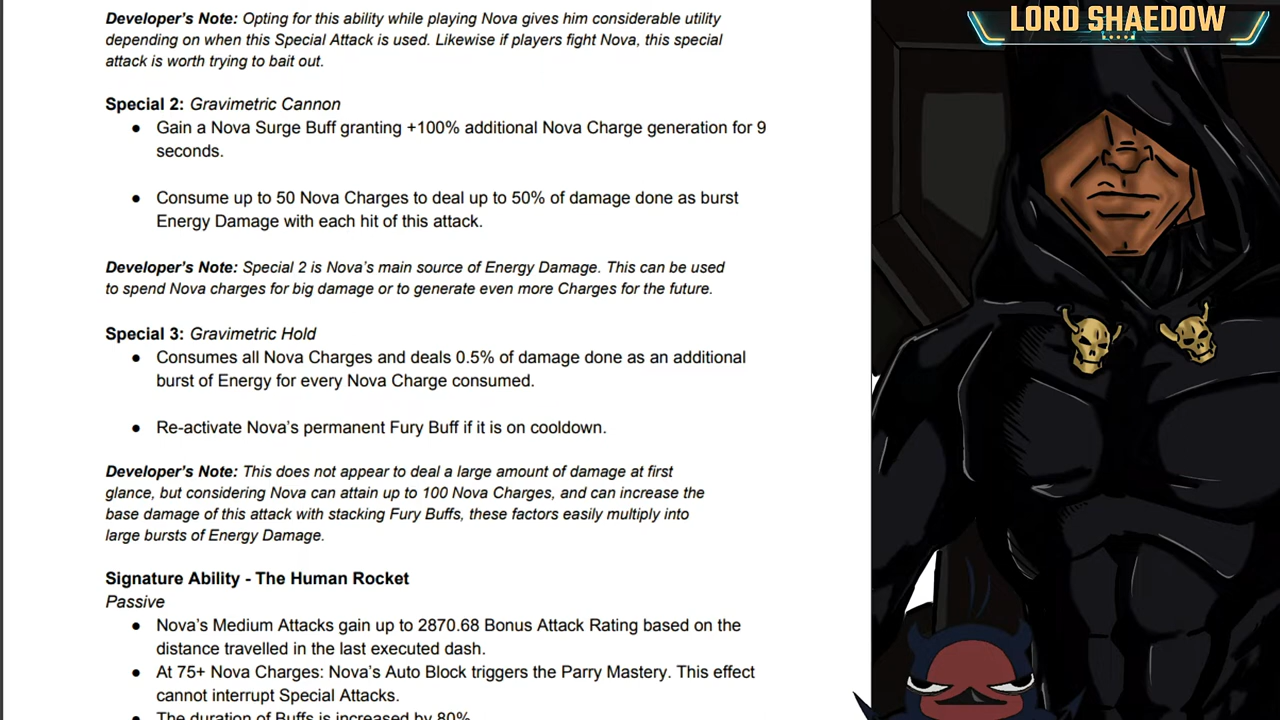 LORD SHAEDOW
Developer's Note: Opting for this ability while playing Nova gives him considerable utility
depending on when this Special Attack is used. Likewise if players fight Nova, this special
attack is worth trying to bait out.
Special 2: Gravimetric Cannon
● Gain a Nova Surge Buff granting +100% additional Nova Charge generation for 9
seconds.
● Consume up to 50 Nova Charges to deal up to 50% of damage done as burst
Energy Damage with each hit of this attack.
Developer's Note: Special 2 is Nova's main source of Energy Damage. This can be used
to spend Nova charges for big damage or to generate even more Charges for the future.
Special 3: Gravimetric Hold
● Consumes all Nova Charges and deals 0.5% of damage done as an additional
burst of Energy for every Nova Charge consumed.
● Re-activate Nova's permanent Fury Buff if it is on cooldown.
Developer's Note: This does not appear to deal a large amount of damage at first
glance, but considering Nova can attain up to 100 Nova Charges, and can increase the
base damage of this attack with stacking Fury Buffs, these factors easily multiply into
large bursts of Energy Damage.
Signature Ability - The Human Rocket
Passive
● Nova's Medium Attacks gain up to 2870.68 Bonus Attack Rating based on the
distance travelled in the last executed dash.
● At 75+ Nova Charges: Nova's Auto Block triggers the Parry Mastery. This effect
cannot interrupt Special Attacks.
● The duration of Buffs is increased by 80%